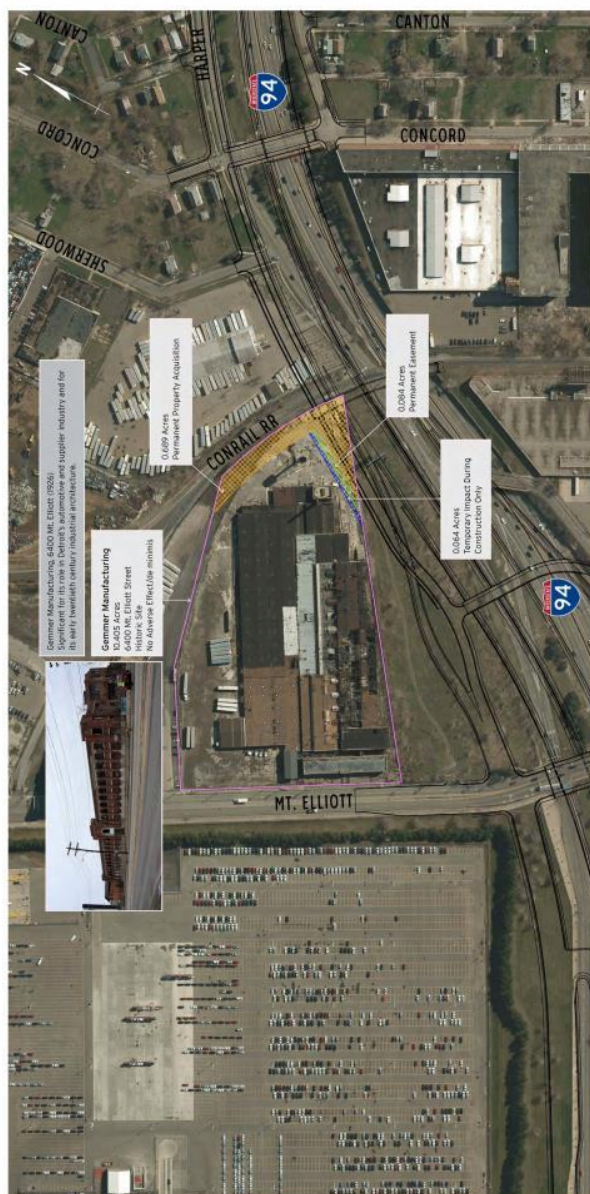 Gemmer Manufacturing, 6400 Mt. Elliott (1926)
Significant for its role in Detroit's automotive and supplier industry and for
its early twentieth century industrial architecture.
Gemmer Manufacturing
10.405 Acres
6400 Mt. Elliott Street
Historic Site
No Adverse Effect/de minimis
0.689 Acres
Permanent Property Acquisition
0.084 Acres
Permanent Easement
0.064 Acres
Temporary Impact During
Construction Only
MT. ELLIOTT
CONRAIL RR
SHERWOOD
CONCORD
CANTON
HARPER
N
INTERSTATE
94
CANTON
CONCORD
INTERSTATE
94